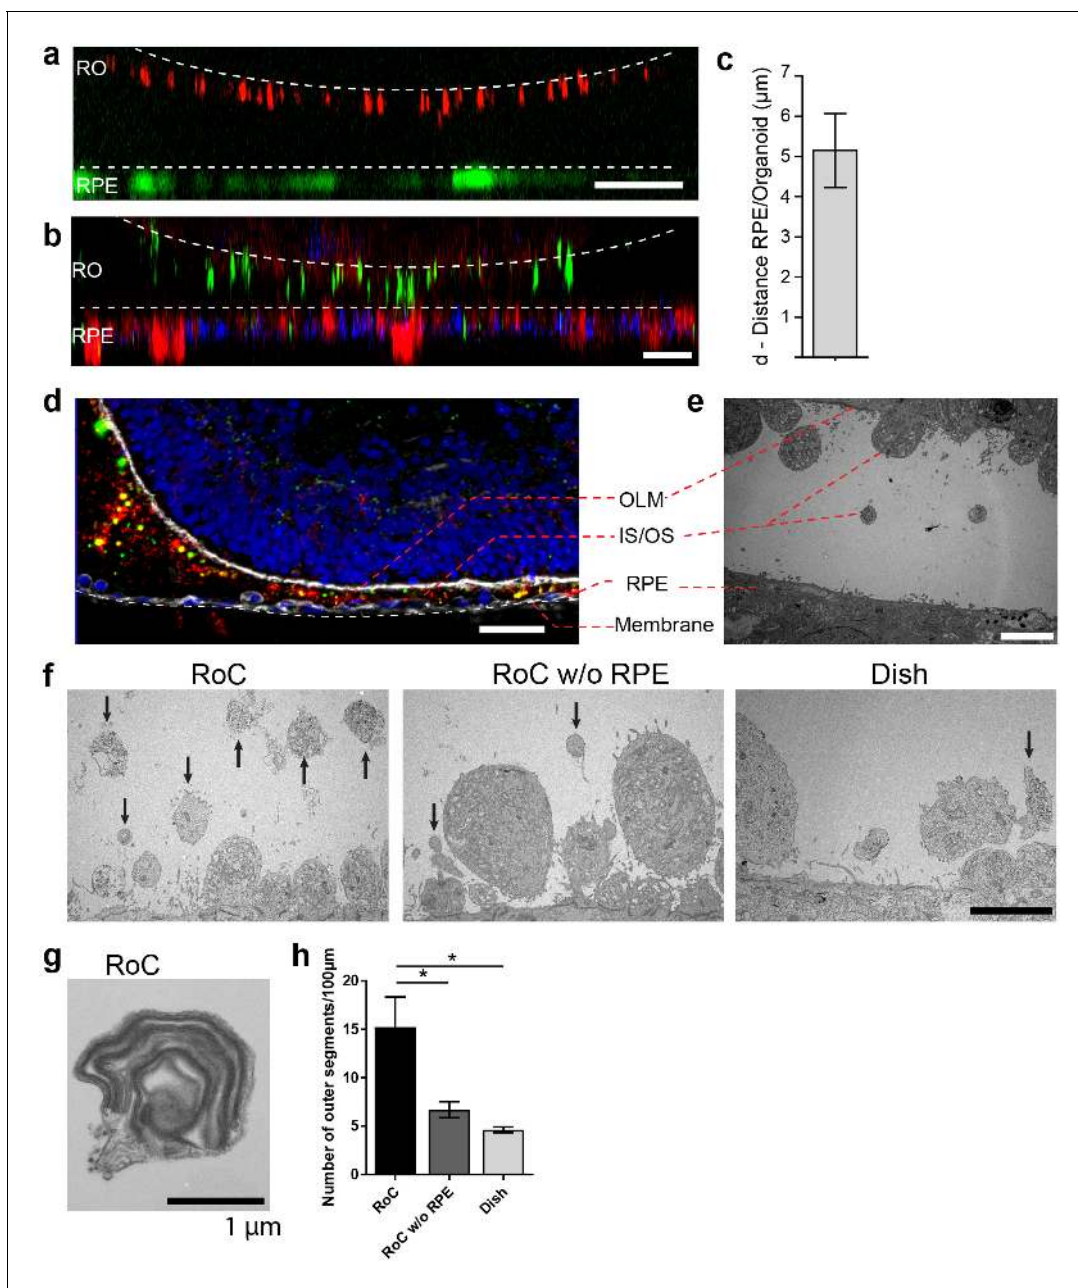 a
RO
RPE
b
RO
RPE
c
d - Distance RPE/Organoid (µm)
7
6
5
4
3
2
1
d
e
OLM
IS/OS
RPE
Membrane
f
RoC
RoC w/o RPE
Dish
g
RoC
1 µm
h
*
*
Number of outer segments/100µm
20
15
10
5
0
RoC
RoC w/o RPE
Dish